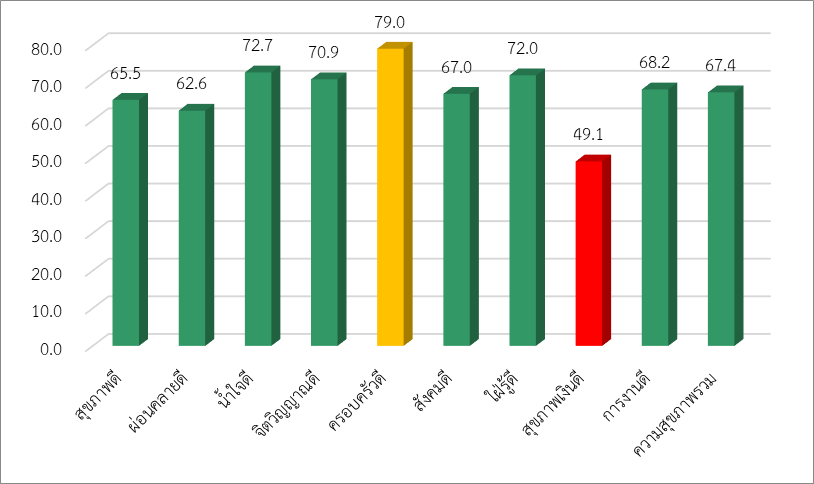 79.0
72.7
72.0
70.9
68.2
67.4
67.0
65.5
62.6
49.1
80.0
70.0
60.0
50.0
40.0
30.0
20.0
10.0
0.0
สุขภาพดี
ผ่อนคลายดี
น้ำใจดี
จิตวิญญาณดี
ครอบครัวดี
สังคมดี
ใฝ่รู้ดี
สุขภาพเงินดี
การงานดี
ความสุขภาพรวม